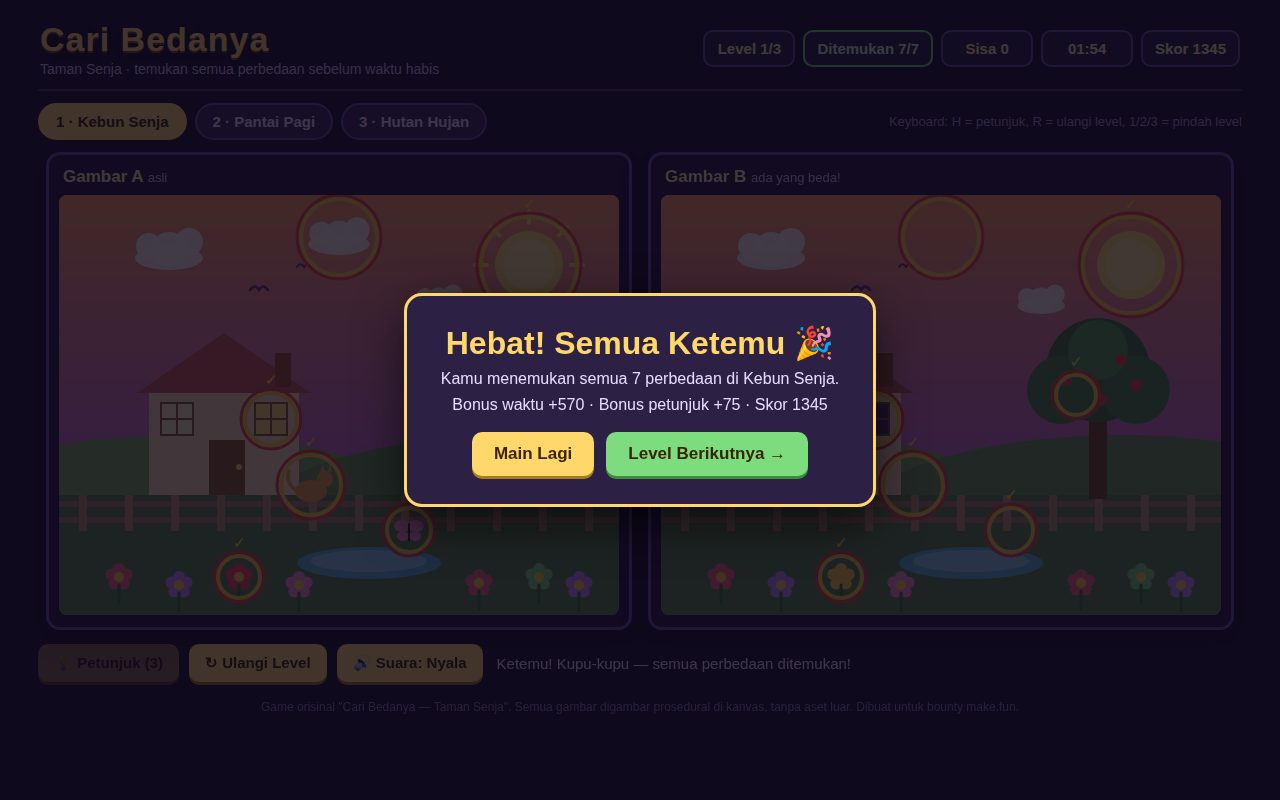 Cari Bedanya
Taman Senja · temukan semua perbedaan sebelum waktu habis
Level 1/3
Ditemukan 7/7
Sisa 0
01:54
Skor 1345
1 · Kebun Senja
2 · Pantai Pagi
3 · Hutan Hujan
Keyboard: H = petunjuk, R = ulangi level, 1/2/3 = pindah level
Gambar A asli
Gambar B ada yang beda!
Hebat! Semua Ketemu 🎉
Kamu menemukan semua 7 perbedaan di Kebun Senja.
Bonus waktu +570 · Bonus petunjuk +75 · Skor 1345
Main Lagi
Level Berikutnya →
💡 Petunjuk (3)
↻ Ulangi Level
🔊 Suara: Nyala
Ketemu! Kupu-kupu — semua perbedaan ditemukan!
Game orisinal "Cari Bedanya — Taman Senja". Semua gambar digambar prosedural di kanvas, tanpa aset luar. Dibuat untuk bounty make.fun.